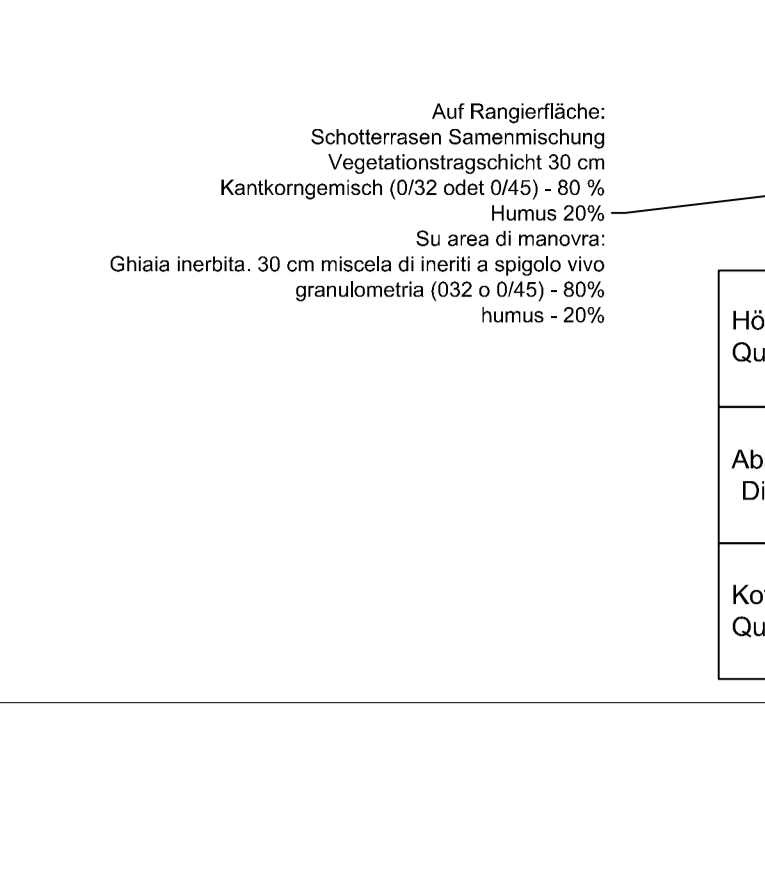 Auf Rangierfläche:
Schotterrasen Samenmischung
Vegetationstragschicht 30 cm
Kantkorngemisch (0/32 odet 0/45) - 80 %
Humus 20%
Su area di manovra:
Ghiaia inerbita. 30 cm miscela di ineriti a spigolo vivo
granulometria (032 o 0/45) - 80%
humus - 20%
Hö
Qu
Ab
Di
Ko
Qu